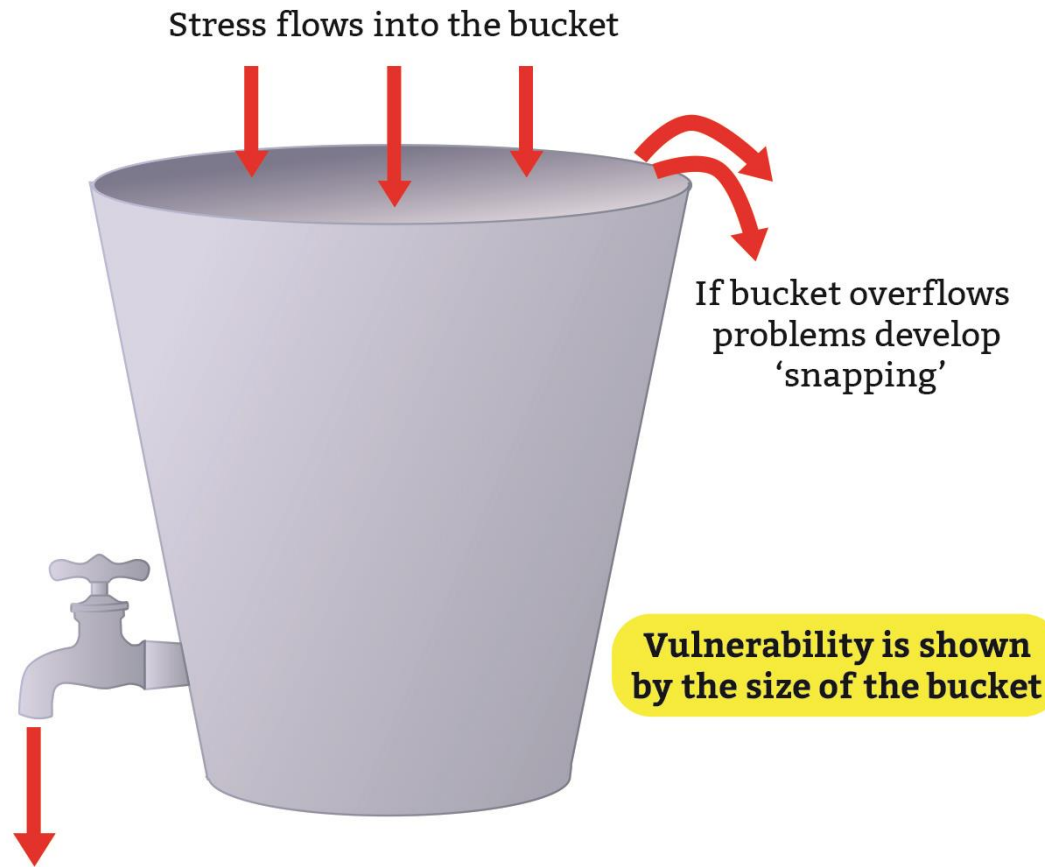 Stress flows into the bucket
If bucket overflows
problems develop
‘snapping’
Vulnerability is shown
by the size of the bucket